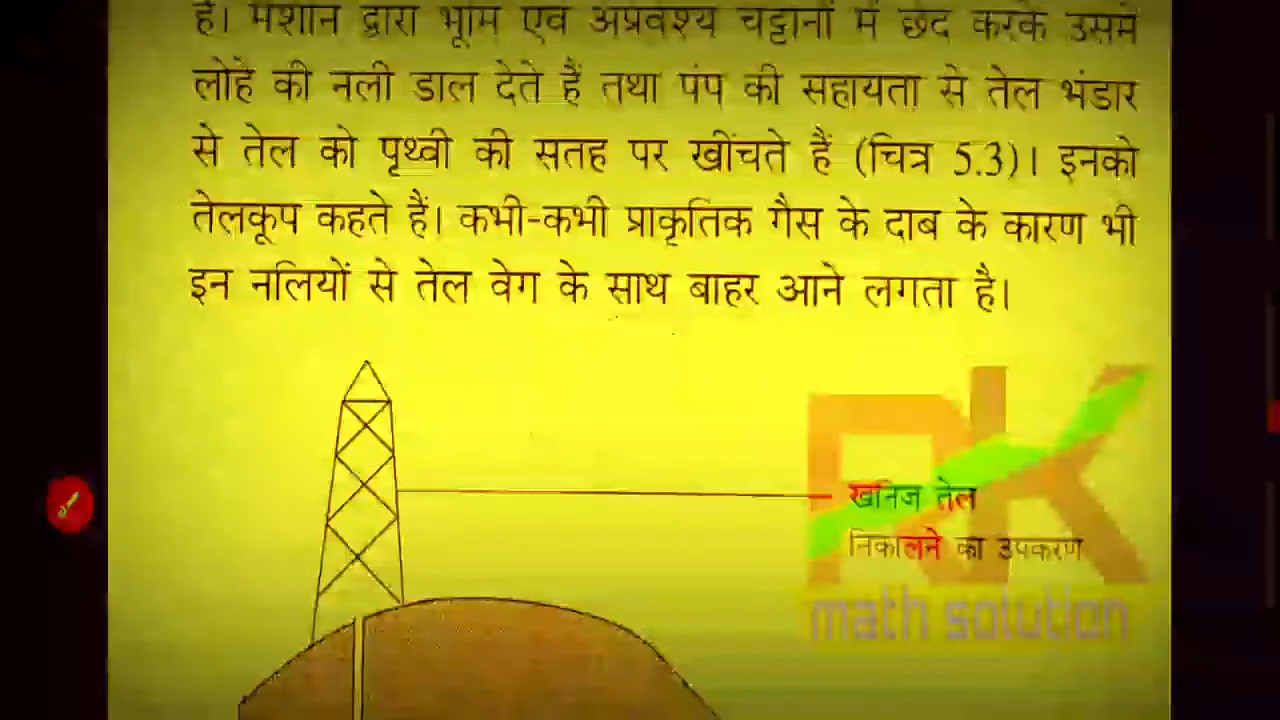 है। मशीन द्वारा भूमि एवं अप्रवेश्य चट्टानों में छेद करके उसमें
लोहे की नली डाल देते हैं तथा पंप की सहायता से तेल भंडार
से तेल को पृथ्वी की सतह पर खींचते हैं (चित्र 5.3)। इनको
तेलकूप कहते हैं। कभी-कभी प्राकृतिक गैस के दाब के कारण भी
इन नलियों से तेल वेग के साथ बाहर आने लगता है।
RK
खनिज तेल
निकालने का उपकरण
math solution